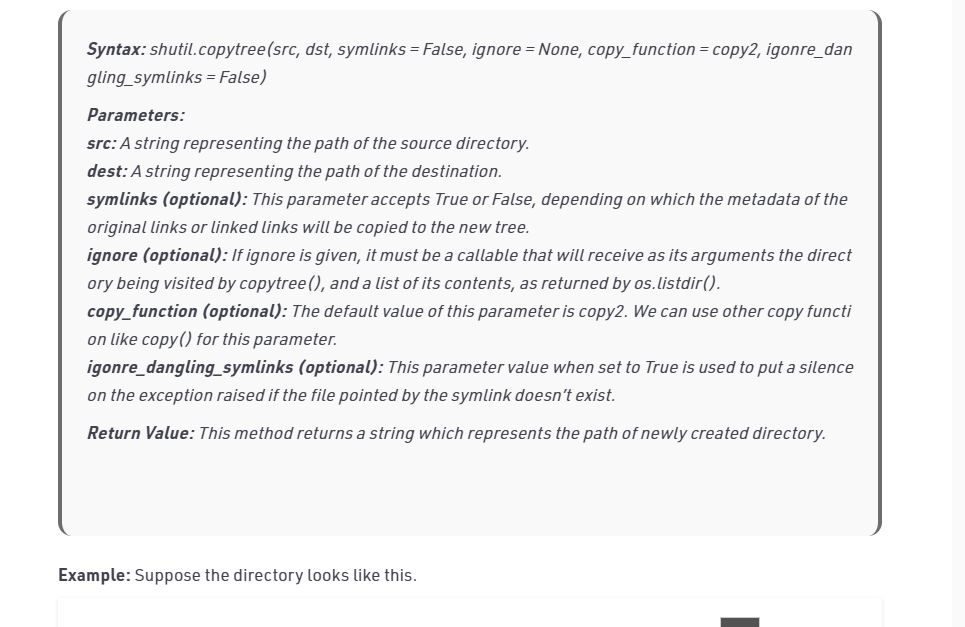 Syntax: shutil.copytree(src, dst, symlinks = False, ignore = None, copy_function = copy2, igonre_dan
gling_symlinks = False)
Parameters:
src: A string representing the path of the source directory.
dest: A string representing the path of the destination.
symlinks (optional): This parameter accepts True or False, depending on which the metadata of the
original links or linked links will be copied to the new tree.
ignore (optional): If ignore is given, it must be a callable that will receive as its arguments the direct
ory being visited by copytree(), and a list of its contents, as returned by os.listdir().
copy_function (optional): The default value of this parameter is copy2. We can use other copy functi
on like copy() for this parameter.
igonre_dangling_symlinks (optional): This parameter value when set to True is used to put a silence
on the exception raised if the file pointed by the symlink doesn’t exist.
Return Value: This method returns a string which represents the path of newly created directory.
Example: Suppose the directory looks like this.